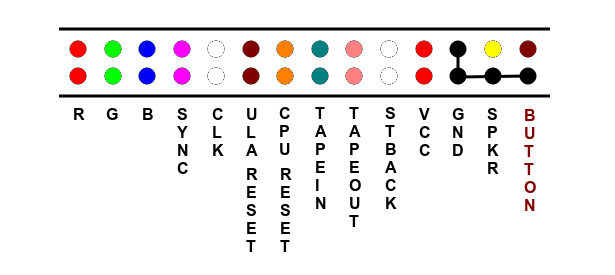 R
G
B
SYNC
CLK
ULA RESET
CPU RESET
TAPEIN
TAPEOUT
STBACK
VCC
GND
SPKR
BUTTON